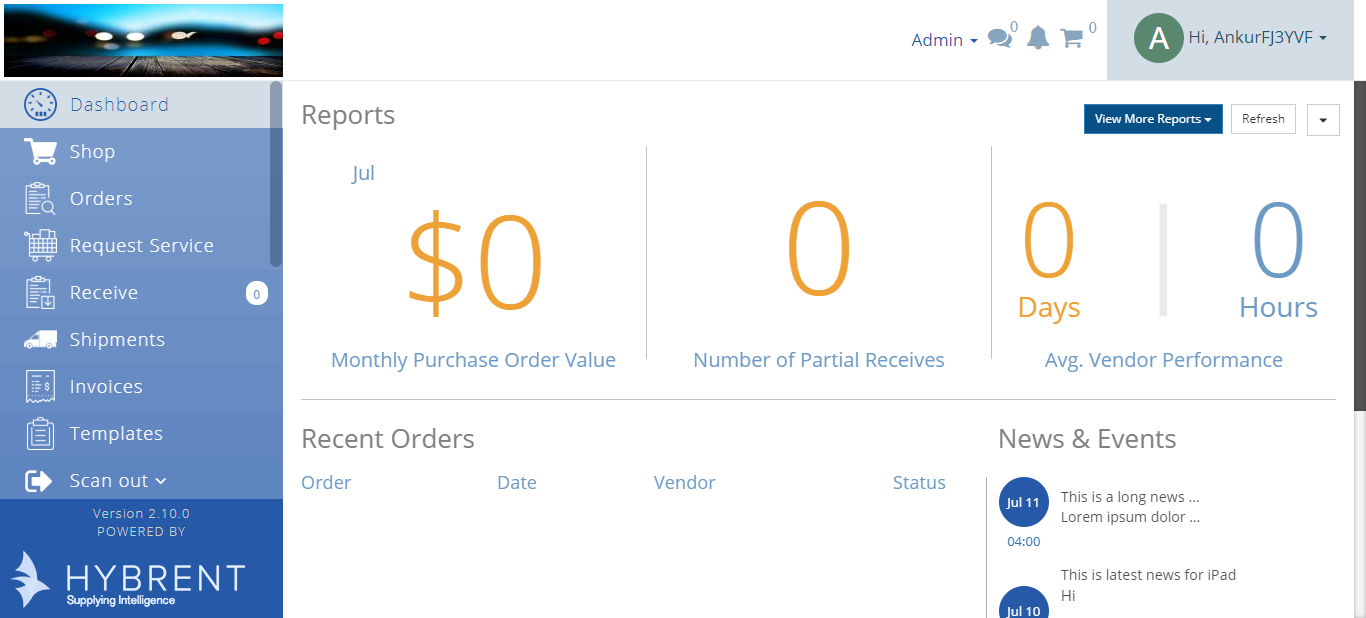 Admin
0
0
A
Hi, AnkurFJ3YVF
Dashboard
Shop
Orders
Request Service
Receive
0
Shipments
Invoices
Templates
Scan out
Version 2.10.0
POWERED BY
HYBRENT
Supplying Intelligence
Reports
View More Reports
Refresh
Jul
$0
Monthly Purchase Order Value
0
Number of Partial Receives
0
Days
0
Hours
Avg. Vendor Performance
Recent Orders
Order Date Vendor Status
News & Events
Jul 11
04:00
This is a long news ...
Lorem ipsum dolor ...
Jul 10
This is latest news for iPad
Hi